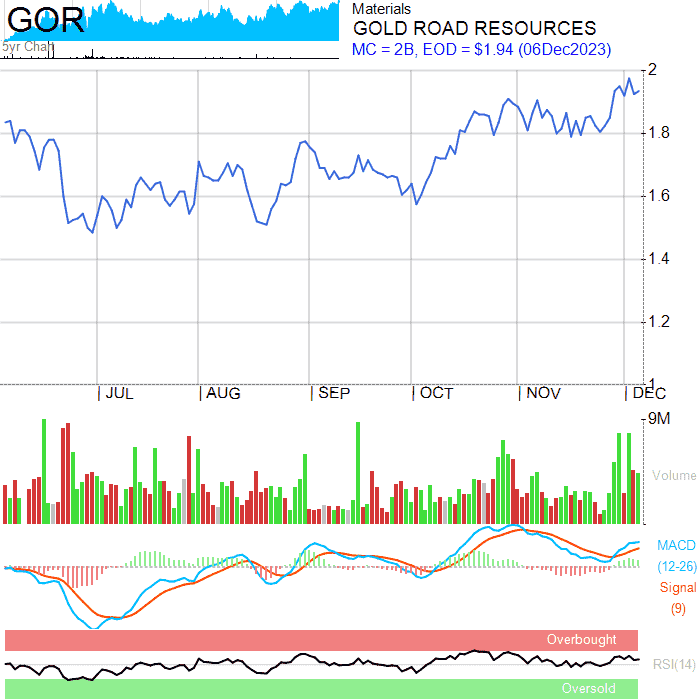 GOR
5yr Chart
Materials
GOLD ROAD RESOURCES
MC = 2B, EOD = $1.94 (06Dec2023)
2
1.8
1.6
1.4
1.2
1
JUL
AUG
SEP
OCT
NOV
DEC
9M
Volume
MACD
(12-26)
Signal
(9)
Overbought
RSI(14)
Oversold